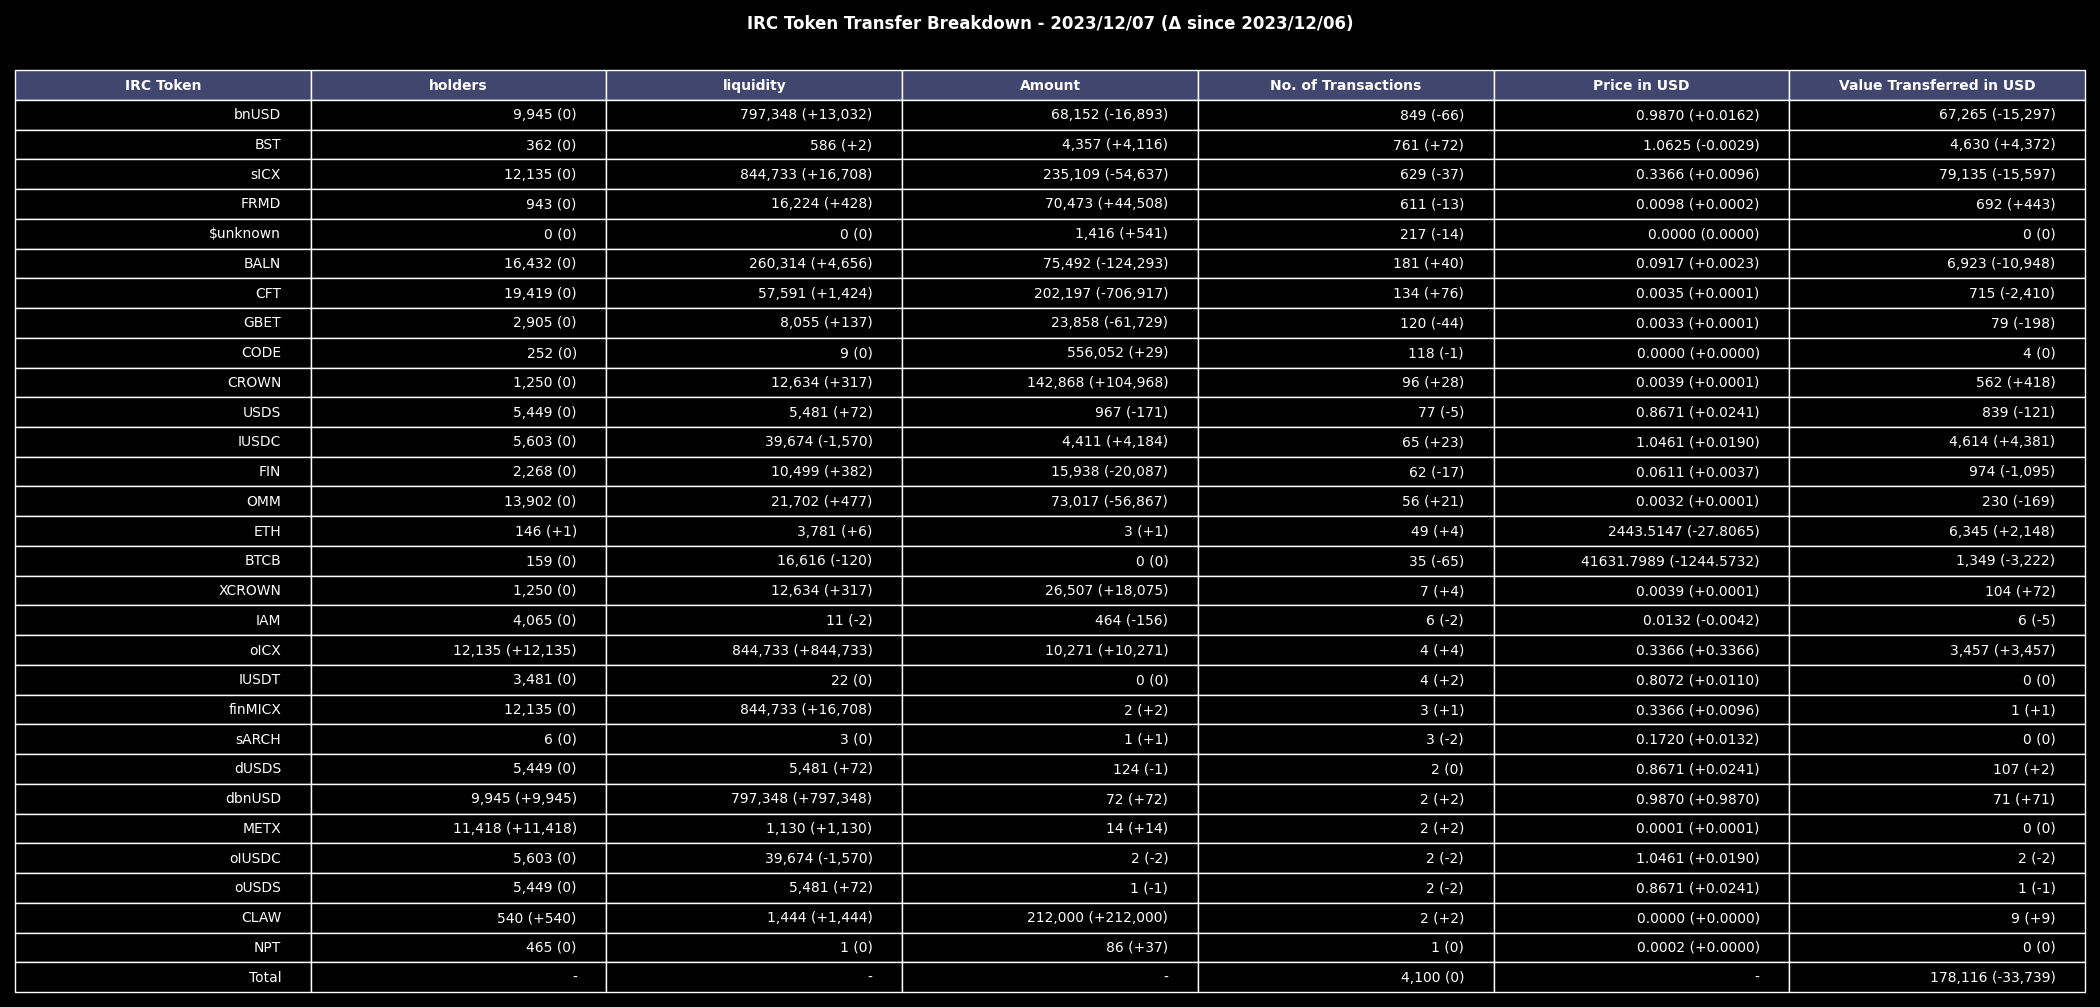 IRC Token Transfer Breakdown - 2023/12/07 (Δ since 2023/12/06)
IRC Token holders liquidity Amount No. of Transactions Price in USD Value Transferred in USD
bnUSD 9,945 (0) 797,348 (+13,032) 68,152 (-16,893) 849 (-66) 0.9870 (+0.0162) 67,265 (-15,297)
BST 362 (0) 586 (+2) 4,357 (+4,116) 761 (+72) 1.0625 (-0.0029) 4,630 (+4,372)
sICX 12,135 (0) 844,733 (+16,708) 235,109 (-54,637) 629 (-37) 0.3366 (+0.0096) 79,135 (-15,597)
FRMD 943 (0) 16,224 (+428) 70,473 (+44,508) 611 (-13) 0.0098 (+0.0002) 692 (+443)
$unknown 0 (0) 0 (0) 1,416 (+541) 217 (-14) 0.0000 (0.0000) 0 (0)
BALN 16,432 (0) 260,314 (+4,656) 75,492 (-124,293) 181 (+40) 0.0917 (+0.0023) 6,923 (-10,948)
CFT 19,419 (0) 57,591 (+1,424) 202,197 (-706,917) 134 (+76) 0.0035 (+0.0001) 715 (-2,410)
GBET 2,905 (0) 8,055 (+137) 23,858 (-61,729) 120 (-44) 0.0033 (+0.0001) 79 (-198)
CODE 252 (0) 9 (0) 556,052 (+29) 118 (-1) 0.0000 (+0.0000) 4 (0)
CROWN 1,250 (0) 12,634 (+317) 142,868 (+104,968) 96 (+28) 0.0039 (+0.0001) 562 (+418)
USDS 5,449 (0) 5,481 (+72) 967 (-171) 77 (-5) 0.8671 (+0.0241) 839 (-121)
IUSDC 5,603 (0) 39,674 (-1,570) 4,411 (+4,184) 65 (+23) 1.0461 (+0.0190) 4,614 (+4,381)
FIN 2,268 (0) 10,499 (+382) 15,938 (-20,087) 62 (-17) 0.0611 (+0.0037) 974 (-1,095)
OMM 13,902 (0) 21,702 (+477) 73,017 (-56,867) 56 (+21) 0.0032 (+0.0001) 230 (-169)
ETH 146 (+1) 3,781 (+6) 3 (+1) 49 (+4) 2443.5147 (-27.8065) 6,345 (+2,148)
BTCB 159 (0) 16,616 (-120) 0 (0) 35 (-65) 41631.7989 (-1244.5732) 1,349 (-3,222)
XCROWN 1,250 (0) 12,634 (+317) 26,507 (+18,075) 7 (+4) 0.0039 (+0.0001) 104 (+72)
IAM 4,065 (0) 11 (-2) 464 (-156) 6 (-2) 0.0132 (-0.0042) 6 (-5)
oICX 12,135 (+12,135) 844,733 (+844,733) 10,271 (+10,271) 4 (+4) 0.3366 (+0.3366) 3,457 (+3,457)
IUSDT 3,481 (0) 22 (0) 0 (0) 4 (+2) 0.8072 (+0.0110) 0 (0)
finMICX 12,135 (0) 844,733 (+16,708) 2 (+2) 3 (+1) 0.3366 (+0.0096) 1 (+1)
sARCH 6 (0) 3 (0) 1 (+1) 3 (-2) 0.1720 (+0.0132) 0 (0)
dUSDS 5,449 (0) 5,481 (+72) 124 (-1) 2 (0) 0.8671 (+0.0241) 107 (+2)
dbnUSD 9,945 (+9,945) 797,348 (+797,348) 72 (+72) 2 (+2) 0.9870 (+0.9870) 71 (+71)
METX 11,418 (+11,418) 1,130 (+1,130) 14 (+14) 2 (+2) 0.0001 (+0.0001) 0 (0)
oIUSDC 5,603 (0) 39,674 (-1,570) 2 (-2) 2 (-2) 1.0461 (+0.0190) 2 (-2)
oUSDS 5,449 (0) 5,481 (+72) 1 (-1) 2 (-2) 0.8671 (+0.0241) 1 (-1)
CLAW 540 (+540) 1,444 (+1,444) 212,000 (+212,000) 2 (+2) 0.0000 (+0.0000) 9 (+9)
NPT 465 (0) 1 (0) 86 (+37) 1 (0) 0.0002 (+0.0000) 0 (0)
Total - - - 4,100 (0) - 178,116 (-33,739)